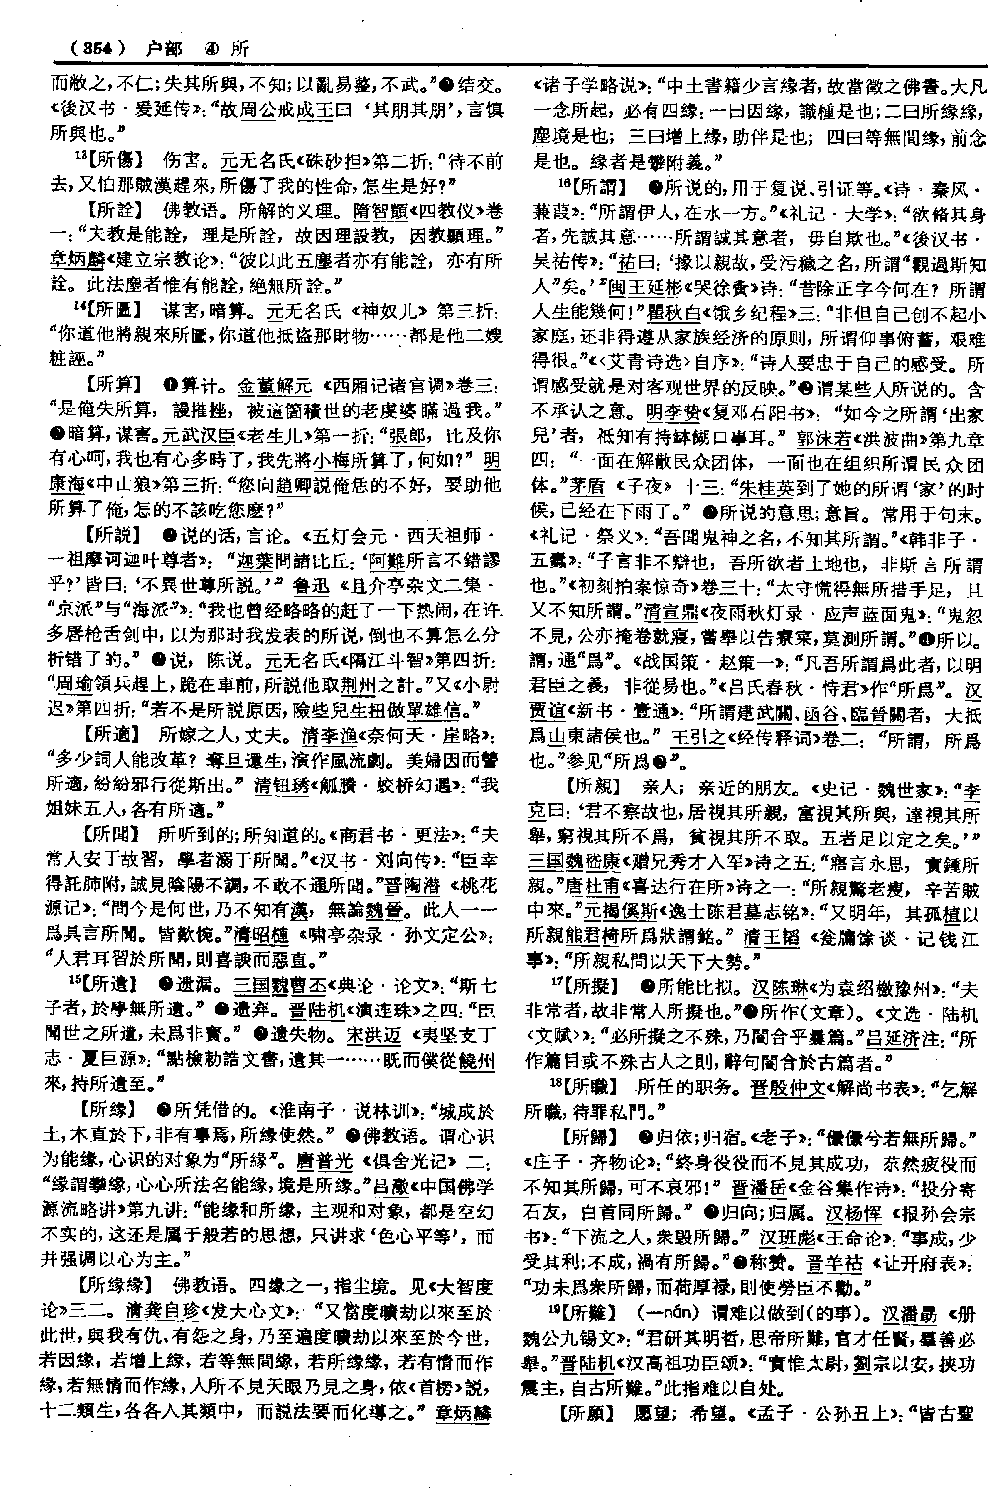 （354） 户部 ④ 所
而敝之，不仁；失其所與，不知；以亂易整，不武。”❷结交。
《後汉书·爰延传》：“故周公戒成王曰‘其朋其朋’，言慎
所與也。”
¹³【所傷】 伤害。元无名氏《硃砂担》第二折：“待不前
去，又怕那賊漢趕來，所傷了我的性命，怎生是好？”
【所詮】 佛教语。所解的义理。隋智顗《四教仪》卷
一：“夫教是能詮，理是所詮，故因理設教，因教顯理。”
章炳麟《建立宗教论》：“彼以此五塵者亦有能詮，亦有所
詮。此法塵者惟有能詮，絶無所詮。”
¹⁴【所圖】 谋害，暗算。元无名氏《神奴儿》第三折：
“你道他將親來所圖，你道他抵盗那財物……都是他二嫂
粧誣。”
【所算】 ❶算计。金董解元《西厢记诸宫调》卷三：
“是俺失所算，謾摧挫，被這箇積世的老虔婆瞞過我。”
❷暗算，谋害。元武汉臣《老生儿》第一折：“張郎，比及你
有心呵，我也有心多時了，我先將小梅所算了，何如？”明
康海《中山狼》第三折：“您向趙卿説俺恁的不好，要助他
所算了俺，怎的不該吃您麽？”
【所説】 ❶说的话，言论。《五灯会元·西天祖师·
一祖摩诃迦叶尊者》：“迦葉問諸比丘：‘阿難所言不錯謬
乎？’皆曰：‘不異世尊所説。’”鲁迅《且介亭杂文二集·
“京派”与“海派”》：“我也曾经略略的赶了一下热闹，在许
多唇枪舌剑中，以为那时我发表的所说，倒也不算怎么分
析错了的。”❷说，陈说。元无名氏《隔江斗智》第四折：
“周瑜領兵趕上，跪在車前，所説他取荆州之計。”又《小尉
迟》第四折：“若不是所説原因，險些兒生扭做單雄信。”
【所適】 所嫁之人，丈夫。清李渔《奈何天·崖略》：
“多少詞人能改革？奪旦還生，演作風流劇。美婦因而警
所適，紛紛邪行從斯出。”清钮琇《觚賸·蛟桥幻遇》：“我
姐妹五人，各有所適。”
【所聞】 所听到的；所知道的。《商君书·更法》：“夫
常人安于故習，學者溺于所聞。”《汉书·刘向传》：“臣幸
得託肺附，誠見陰陽不調，不敢不通所聞。”晋陶潜《桃花
源记》：“問今是何世，乃不知有漢，無論魏晉。此人一一
爲具言所聞。皆歎惋。”清昭槤《啸亭杂录·孙文定公》：
“人君耳習於所聞，則喜諛而惡直。”
¹⁵【所遺】 ❶遗漏。三国魏曹丕《典论·论文》：“斯七
子者，於學無所遺。”❷遗弃。晋陆机《演连珠》之四：“臣
聞世之所遺，未爲非寳。”❸遗失物。宋洪迈《夷坚支丁
志·夏巨源》：“點檢勅誥文書，遺其一……既而僕從饒州
來，持所遺至。”
【所缘】 ❶所凭借的。《淮南子·说林训》：“城成於
土，木直於下，非有事焉，所緣使然。”❷佛教语。谓心识
为能缘，心识的对象为“所缘”。唐普光《俱舍光记》二：
“緣謂攀緣，心心所法名能緣，境是所緣。”吕澂《中国佛学
源流略讲》第九讲：“能缘和所缘，主观和对象，都是空幻
不实的，这还是属于般若的思想，只讲求‘色心平等’，而
并强调以心为主。”
【所缘缘】 佛教语。四缘之一，指尘境。见《大智度
论》三二。清龚自珍《发大心文》：“又當度曠劫以來至於
此世，與我有仇、有怨之身，乃至遍度曠劫以來至於今世，
若因緣，若增上緣，若等無間緣，若所緣緣，若有情而作
緣，若無情而作緣，人所不見天眼乃見之身，依《首楞》説，
十二類生，各各入其類中，而説法要而化導之。”章炳麟
《诸子学略说》：“中土書籍少言緣者，故當徵之佛書。大凡
一念所起，必有四緣：一曰因緣，識種是也；二曰所緣緣，
塵境是也；三曰增上緣，助伴是也；四曰等無間緣，前念
是也。緣者是攀附義。”
¹⁶【所謂】 ❶所说的，用于复说、引证等。《诗·秦风·
蒹葭》：“所謂伊人，在水一方。”《礼记·大学》：“欲脩其身
者，先誠其意……所謂誠其意者，毋自欺也。”《後汉书·
吴祐传》：“祐曰：‘掾以親故，受污穢之名，所謂“觀過斯知
人”矣。’”闽王延彬《哭徐夤》诗：“昔除正字今何在？所謂
人生能幾何！”瞿秋白《饿乡纪程》三：“非但自己创不起小
家庭，还非得遵从家族经济的原则，所谓仰事俯蓄，艰难
得很。”《〈艾青诗选〉自序》：“诗人要忠于自己的感受。所
谓感受就是对客观世界的反映。”❷谓某些人所说的。含
不承认之意。明李贽《复邓石阳书》：“如今之所謂‘出家
兒’者，祗知有持缽餬口事耳。”郭沫若《洪波曲》第九章
四：“一面在解散民众团体，一面也在组织所谓民众团
体。”茅盾《子夜》十三：“朱桂英到了她的所谓‘家’的时
候，已经在下雨了。”❸所说的意思；意旨。常用于句末。
《礼记·祭义》：“吾聞鬼神之名，不知其所謂。”《韩非子·
五蠹》：“子言非不辯也，吾所欲者土地也，非斯言所謂
也。”《初刻拍案惊奇》卷三十：“太守慌得無所措手足，且
又不知所謂。”清宣鼎《夜雨秋灯录·应声蓝面鬼》：“鬼忽
不見，公亦掩卷就寢，嘗舉以告寮寀，莫測所謂。”❹所以。
謂，通“爲”。《战国策·赵策一》：“凡吾所謂爲此者，以明
君臣之義，非從易也。”《吕氏春秋·恃君》作“所爲”。汉
贾谊《新书·壹通》：“所謂建武關、函谷、臨晉關者，大抵
爲山東諸侯也。”王引之《经传释词》卷二：“所謂，所爲
也。”参见“所爲❷”。
【所親】 亲人；亲近的朋友。《史记·魏世家》：“李
克曰：‘君不察故也，居視其所親，富視其所與，達視其所
舉，窮視其所不爲，貧視其所不取。五者足以定之矣。’”
三国魏嵇康《赠兄秀才入军》诗之五：“寤言永思，寔鍾所
親。”唐杜甫《喜达行在所》诗之一：“所親驚老瘦，辛苦賊
中來。”元揭傒斯《逸士陈君墓志铭》：“又明年，其孤植以
所親熊君椅所爲狀謂銘。”清王韬《瓮牖馀谈·记钱江
事》：“所親私問以天下大勢。”
¹⁷【所擬】 ❶所能比拟。汉陈琳《为袁绍檄豫州》：“夫
非常者，故非常人所擬也。”❷所作（文章）。《文选·陆机
〈文赋〉》：“必所擬之不殊，乃闇合乎曩篇。”吕延济注：“所
作篇目或不殊古人之則，辭句闇合於古篇者。”
¹⁸【所職】 所任的职务。晋殷仲文《解尚书表》：“乞解
所職，待罪私門。”
【所歸】 ❶归依；归宿。《老子》：“儽儽兮若無所歸。”
《庄子·齐物论》：“終身役役而不見其成功，苶然疲役而
不知其所歸，可不哀邪！”晋潘岳《金谷集作诗》：“投分寄
石友，白首同所歸。”❷归向；归属。汉杨恽《报孙会宗
书》：“下流之人，衆毁所歸。”汉班彪《王命论》：“事成，少
受其利；不成，禍有所歸。”❸称赞。晋羊祜《让开府表》：
“功未爲衆所歸，而荷厚禄，則使勞臣不勸。”
¹⁹【所難】 （—nán）谓难以做到（的事）。汉潘勗《册
魏公九锡文》：“君研其明哲，思帝所難，官才任賢，羣善必
舉。”晋陆机《汉高祖功臣颂》：“寔惟太尉，劉宗以安，挾功
震主，自古所難。”此指难以自处。
【所願】 愿望；希望。《孟子·公孙丑上》：“皆古聖